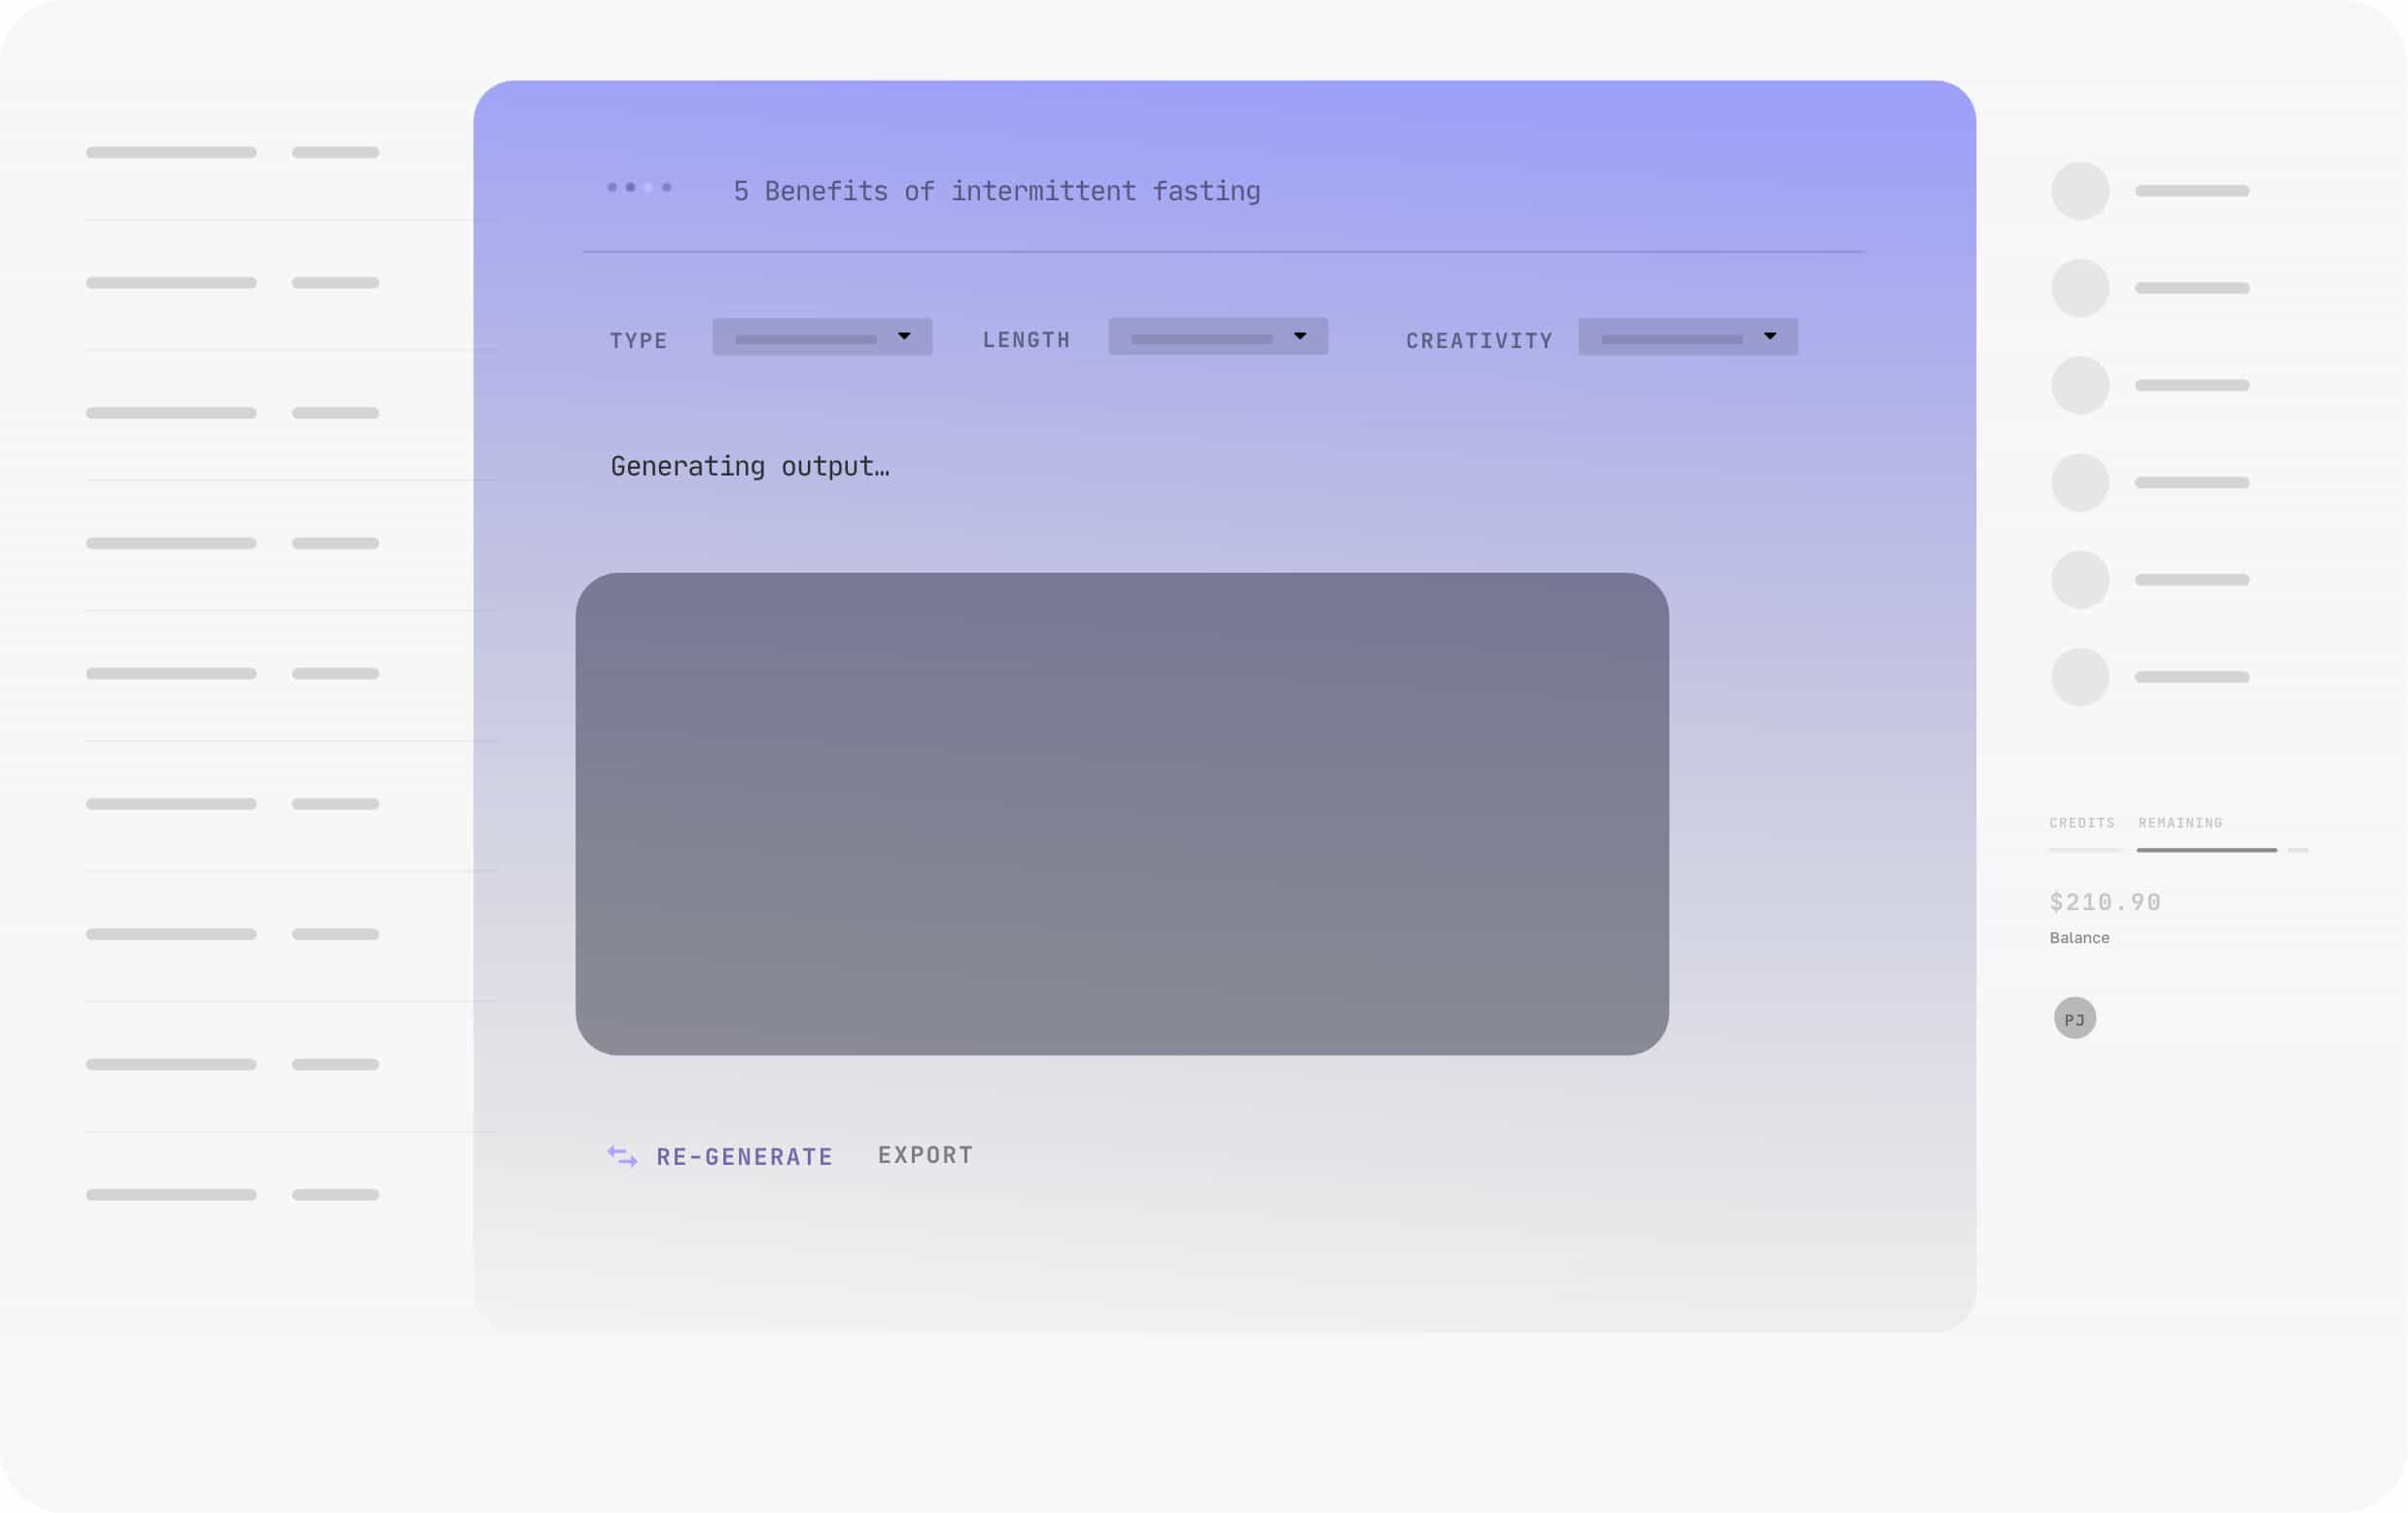 5 Benefits of intermittent fasting
TYPE LENGTH CREATIVITY
Generating output…
RE-GENERATE EXPORT
CREDITS REMAINING
$210.90
Balance
PJ